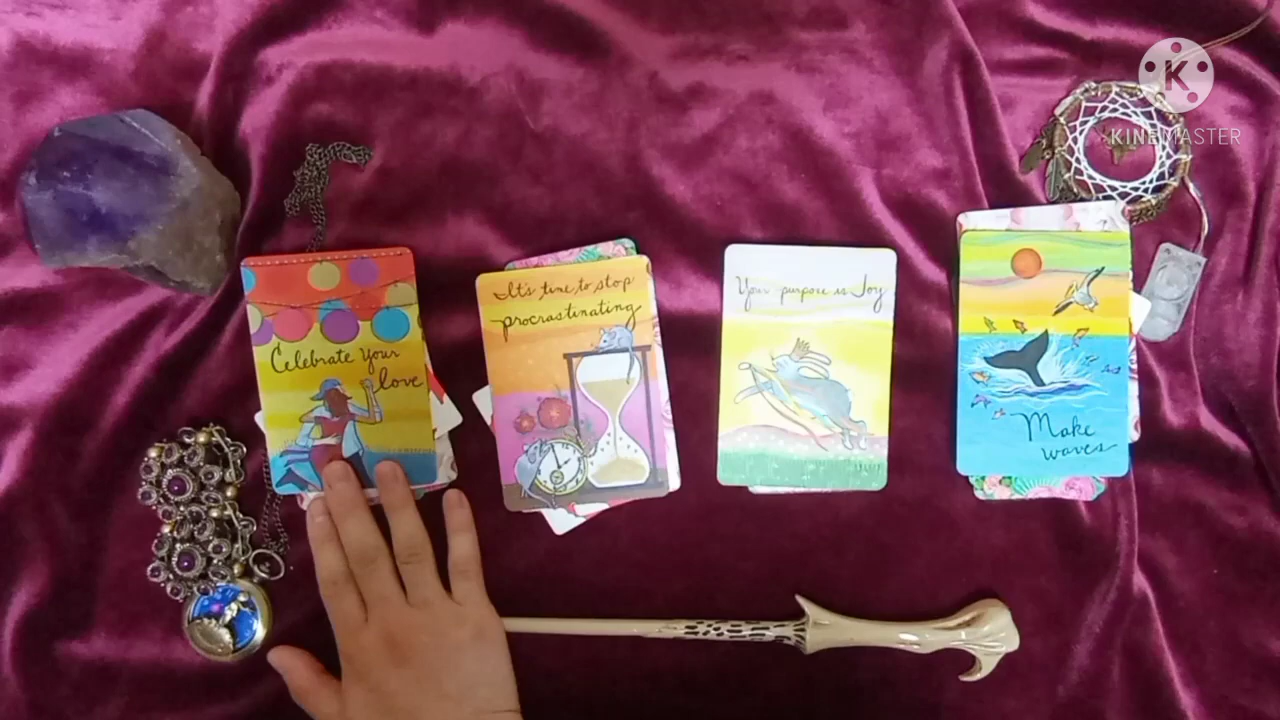 K
KINEMASTER
Celebrate Your
love
It's time to stop
procrastinating
Your purpose is Joy
Make
waves